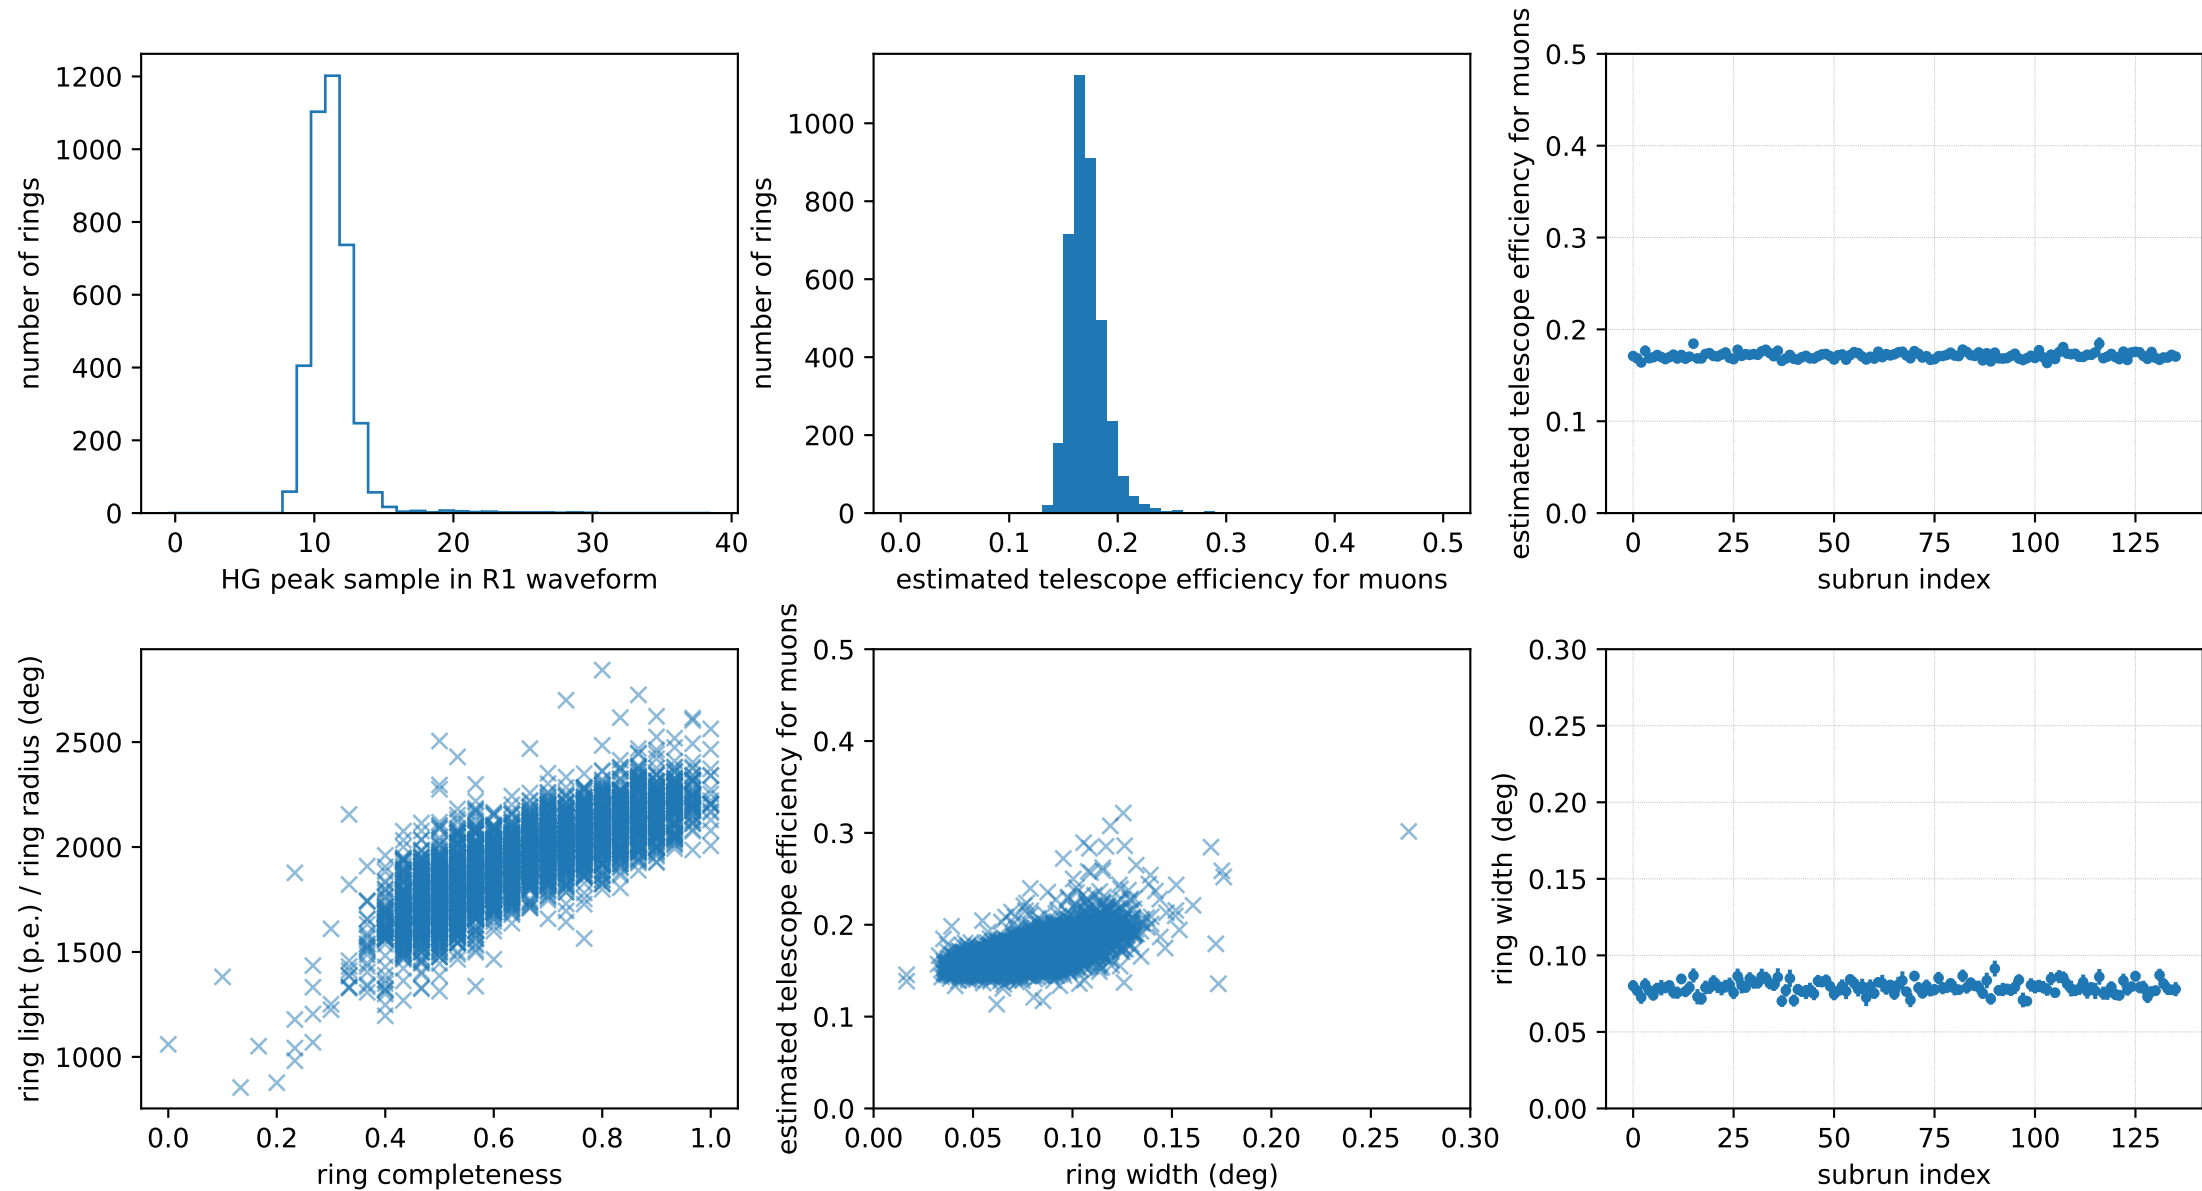 number of rings
1200
1000
800
600
400
200
0
0 10 20 30 40
HG peak sample in R1 waveform
number of rings
1000
800
600
400
200
0
0.0 0.1 0.2 0.3 0.4 0.5
estimated telescope efficiency for muons
estimated telescope efficiency for muons
0.5
0.4
0.3
0.2
0.1
0.0
0 25 50 75 100 125
subrun index
ring light (p.e.) / ring radius (deg)
2500
2000
1500
1000
0.0 0.2 0.4 0.6 0.8 1.0
ring completeness
estimated telescope efficiency for muons
0.5
0.4
0.3
0.2
0.1
0.0
0.00 0.05 0.10 0.15 0.20 0.25 0.30
ring width (deg)
ring width (deg)
0.30
0.25
0.20
0.15
0.10
0.05
0.00
0 25 50 75 100 125
subrun index